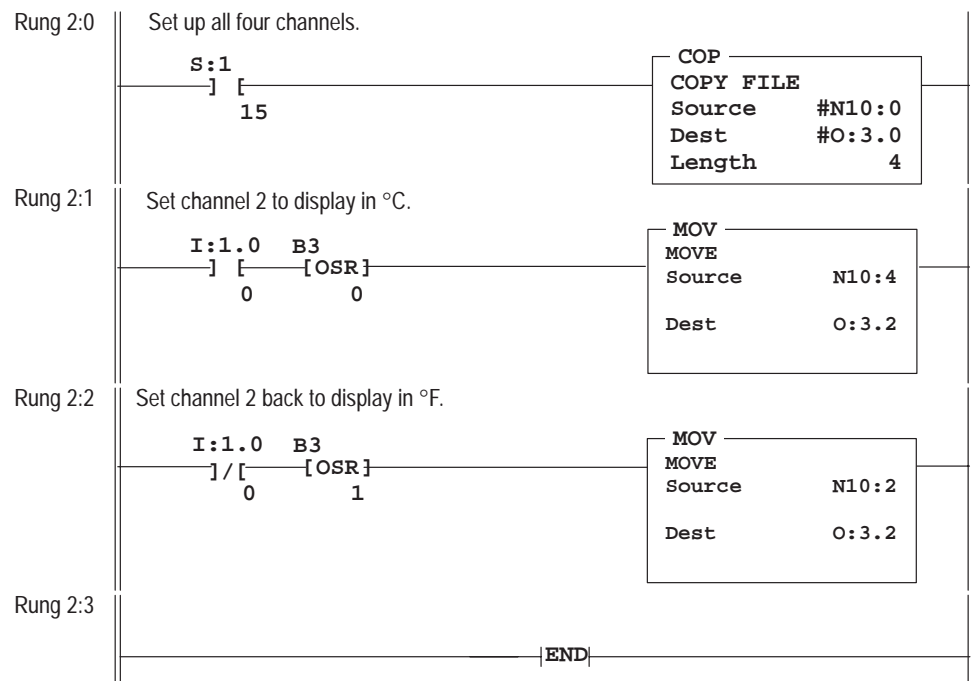 Rung 2:0 Set up all four channels.
S:1
] [
15
COP
COPY FILE
Source #N10:0
Dest #O:3.0
Length 4
Rung 2:1 Set channel 2 to display in °C.
I:1.0 B3
] [ [OSR]
0 0
MOV
MOVE
Source N10:4
Dest O:3.2
Rung 2:2 Set channel 2 back to display in °F.
I:1.0 B3
]/[ [OSR]
0 1
MOV
MOVE
Source N10:2
Dest O:3.2
Rung 2:3
END